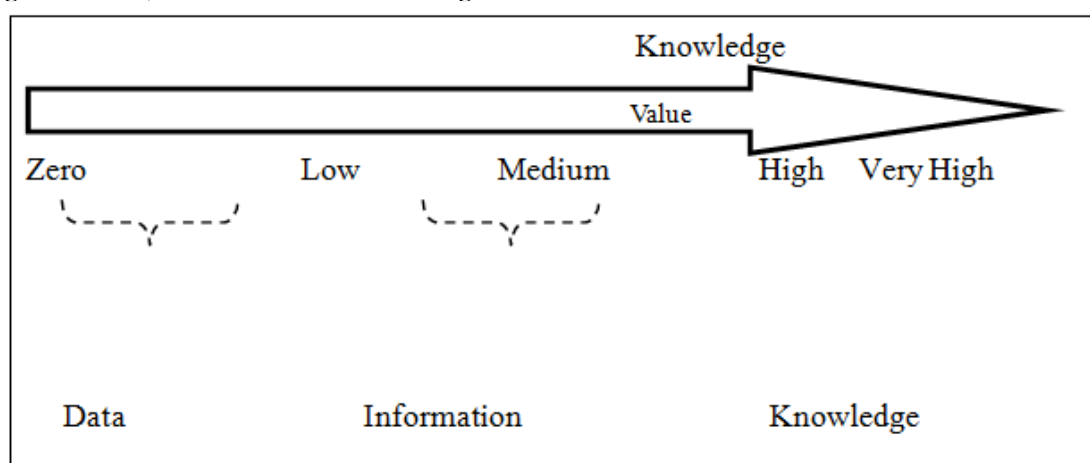 Knowledge
Value
Zero Low Medium High Very High
Data Information Knowledge